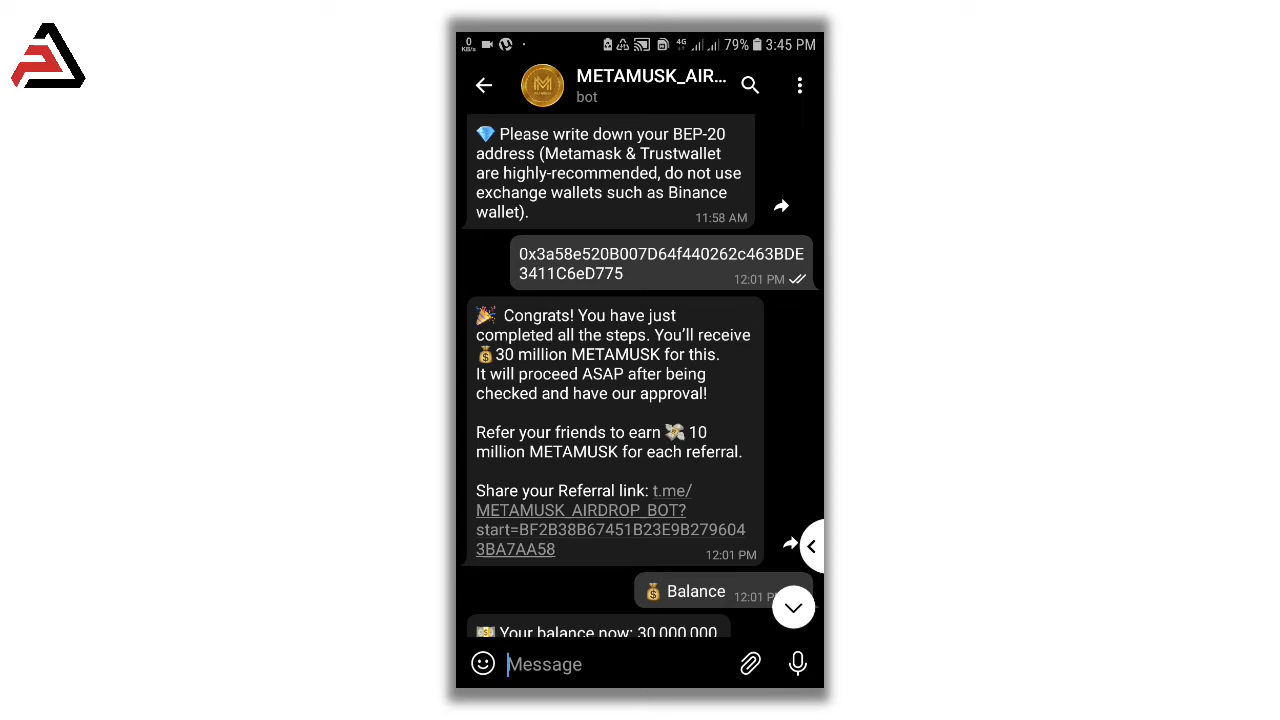 0
KB/s
4G
79%
3:45 PM
METAMUSK_AIR...
bot
💎 Please write down your BEP-20
address (Metamask & Trustwallet
are highly-recommended, do not use
exchange wallets such as Binance
wallet).
11:58 AM
0x3a58e520B007D64f440262c463BDE
3411C6eD775
12:01 PM
🎉 Congrats! You have just
completed all the steps. You’ll receive
💰30 million METAMUSK for this.
It will proceed ASAP after being
checked and have our approval!
Refer your friends to earn 💸 10
million METAMUSK for each referral.
Share your Referral link: t.me/
METAMUSK_AIRDROP_BOT?
start=BF2B38B67451B23E9B279604
3BA7AA58
12:01 PM
💰 Balance
12:01 P
💵 Your balance now: 30,000,000
Message